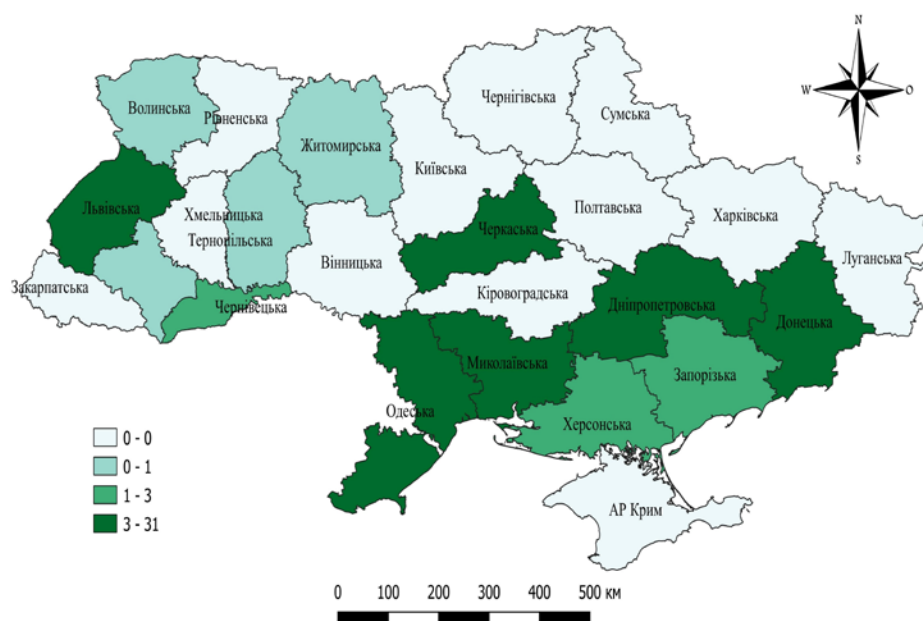 N
W
O
S
Волинська
Рівненська
Житомирська
Чернігівська
Сумська
Київська
Львівська
Хмельницька
Тернопільська
Черкаська
Полтавська
Харківська
Луганська
Вінницька
Закарпатська
Чернівецька
Кіровоградська
Дніпропетровська
Донецька
Миколаївська
Запорізька
Одеська
Херсонська
АР Крим
0 - 0
0 - 1
1 - 3
3 - 31
0 100 200 300 400 500 км